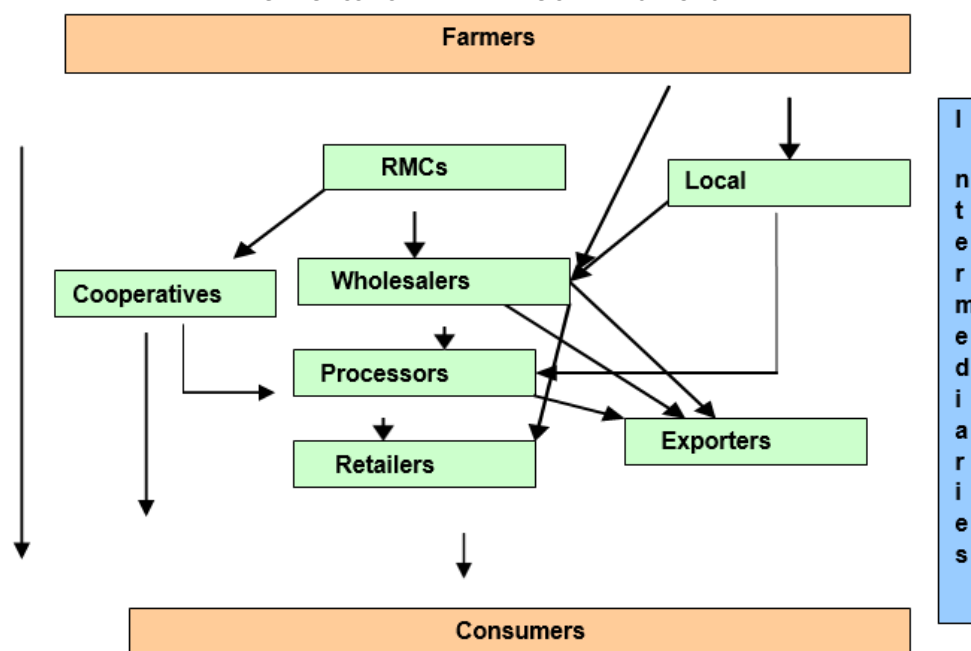 Farmers
RMCs
Local
Wholesalers
Cooperatives
Processors
Exporters
Retailers
Consumers
I
n
t
e
r
m
e
d
i
a
r
i
e
s